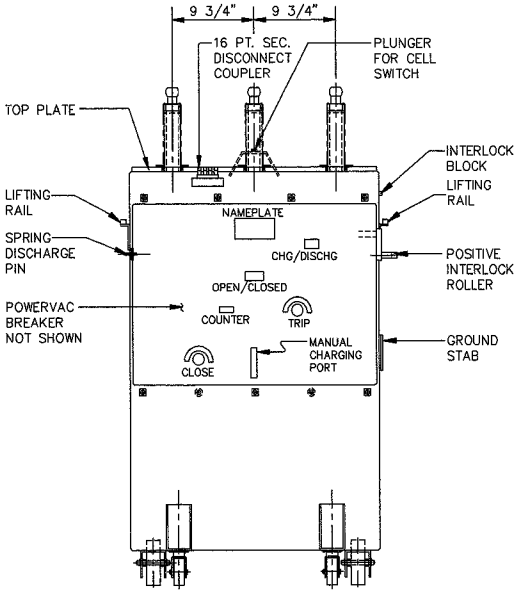 9 3/4"
9 3/4"
16 PT. SEC.
DISCONNECT
COUPLER
PLUNGER
FOR CELL
SWITCH
TOP PLATE
INTERLOCK
BLOCK
LIFTING
RAIL
LIFTING
RAIL
NAMEPLATE
SPRING
DISCHARGE
PIN
CHG/DISCHG
POSITIVE
INTERLOCK
ROLLER
OPEN/CLOSED
POWERVAC
BREAKER
NOT SHOWN
COUNTER
TRIP
MANUAL
CHARGING
PORT
GROUND
STAB
CLOSE